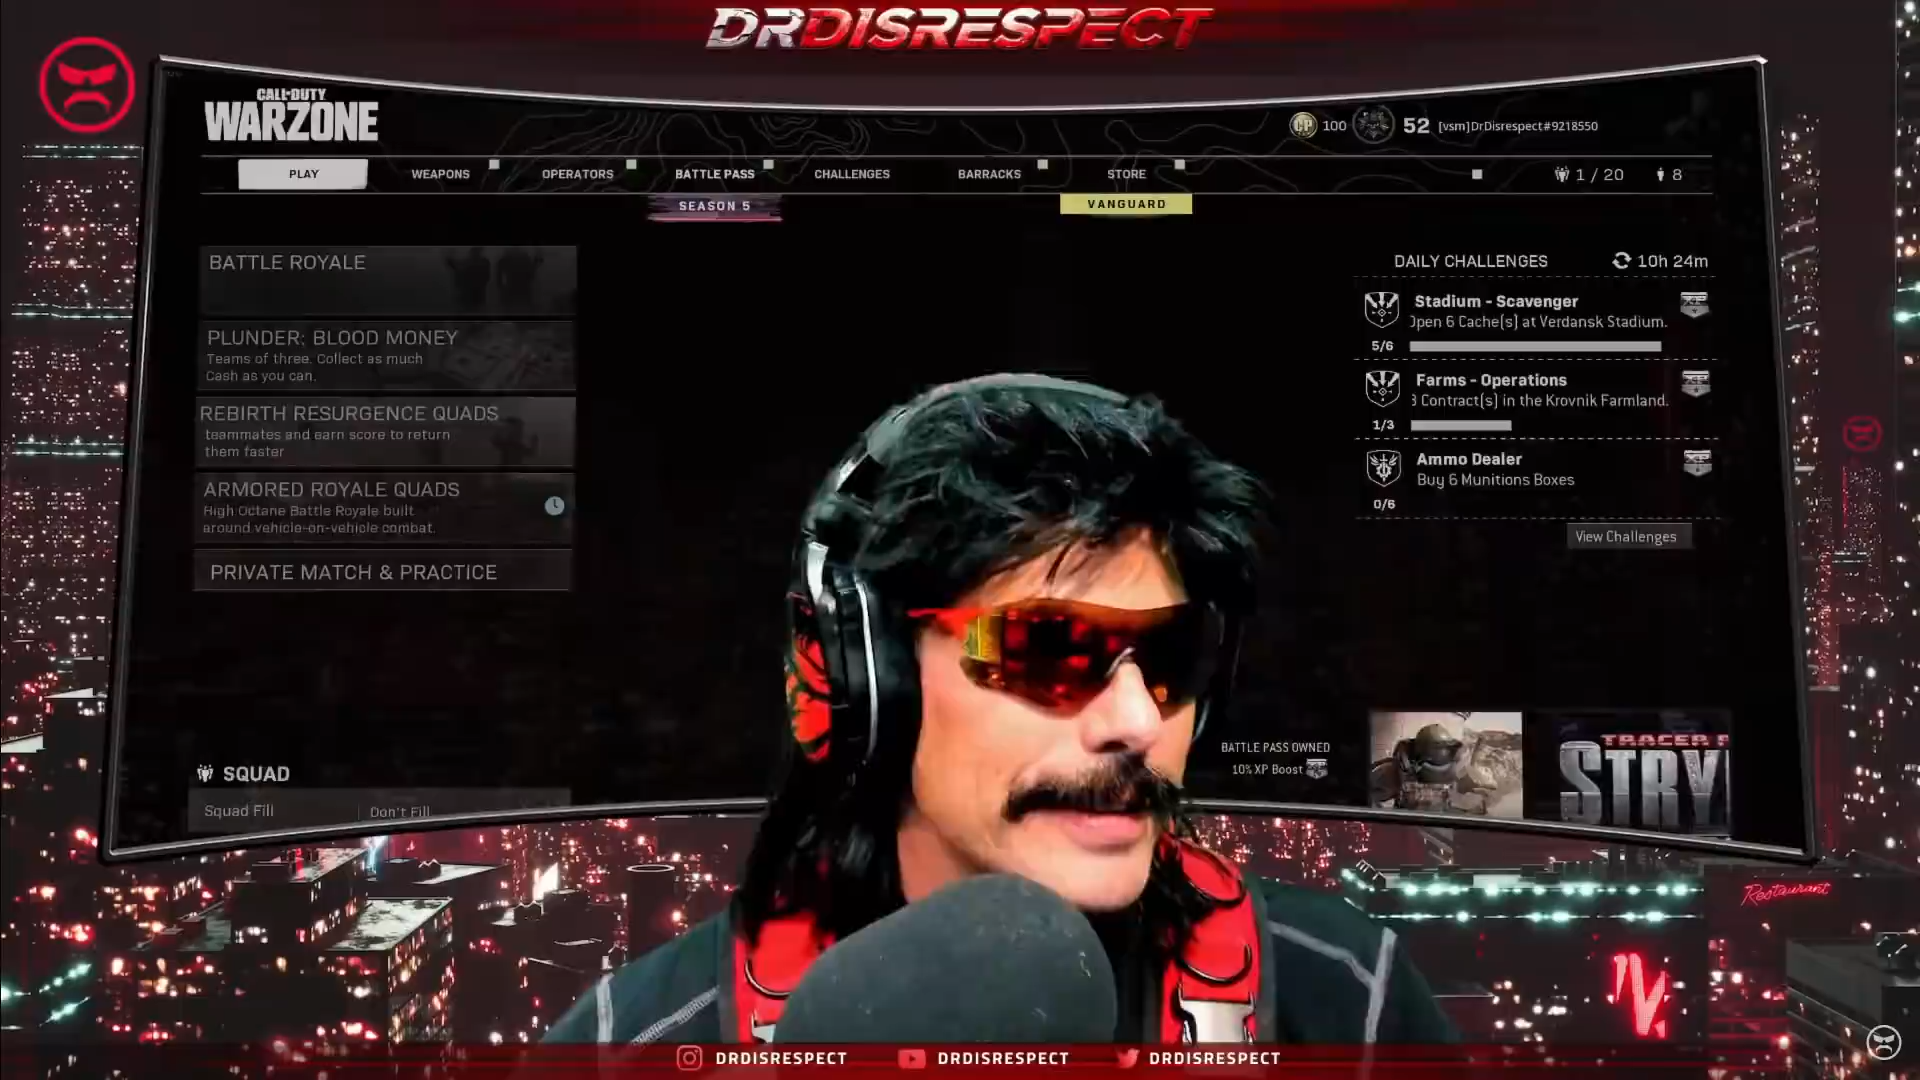 DRDISRESPECT
CALL OF DUTY
WARZONE
CP 100 52 [vsm]DrDisrespect#9218550
PLAY WEAPONS OPERATORS BATTLE PASS CHALLENGES BARRACKS STORE 1 / 20 8
SEASON 5 VANGUARD
BATTLE ROYALE
PLUNDER: BLOOD MONEY
Teams of three. Collect as much
Cash as you can.
REBIRTH RESURGENCE QUADS
teammates and earn score to return
them faster
ARMORED ROYALE QUADS
High Octane Battle Royale built
around vehicle-on-vehicle combat.
PRIVATE MATCH & PRACTICE
DAILY CHALLENGES 10h 24m
Stadium - Scavenger
Open 6 Cache(s) at Verdansk Stadium.
5/6
Farms - Operations
3 Contract(s) in the Krovnik Farmland.
1/3
Ammo Dealer
Buy 6 Munitions Boxes
0/6
View Challenges
SQUAD
Squad Fill Don't Fill
BATTLE PASS OWNED
10% XP Boost
TRACER
STRY
Restaurant
DRDISRESPECT DRDISRESPECT DRDISRESPECT